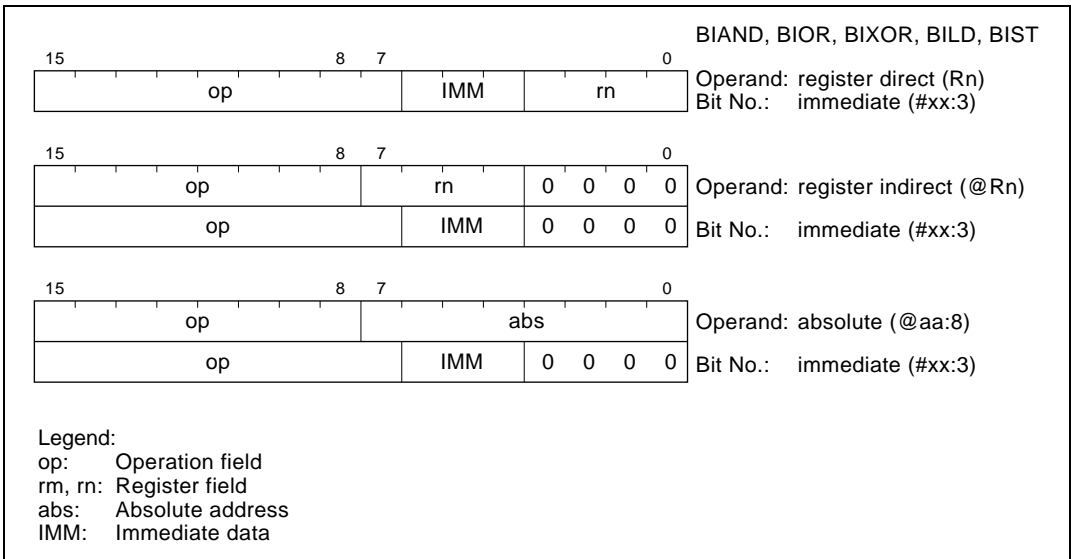 BIAND, BIOR, BIXOR, BILD, BIST
15 8 7 0
op IMM rn
Operand: register direct (Rn)
Bit No.: immediate (#xx:3)
15 8 7 0
op rn 0 0 0 0 Operand: register indirect (@Rn)
op IMM 0 0 0 0 Bit No.: immediate (#xx:3)
15 8 7 0
op abs Operand: absolute (@aa:8)
op IMM 0 0 0 0 Bit No.: immediate (#xx:3)
Legend:
op: Operation field
rm, rn: Register field
abs: Absolute address
IMM: Immediate data